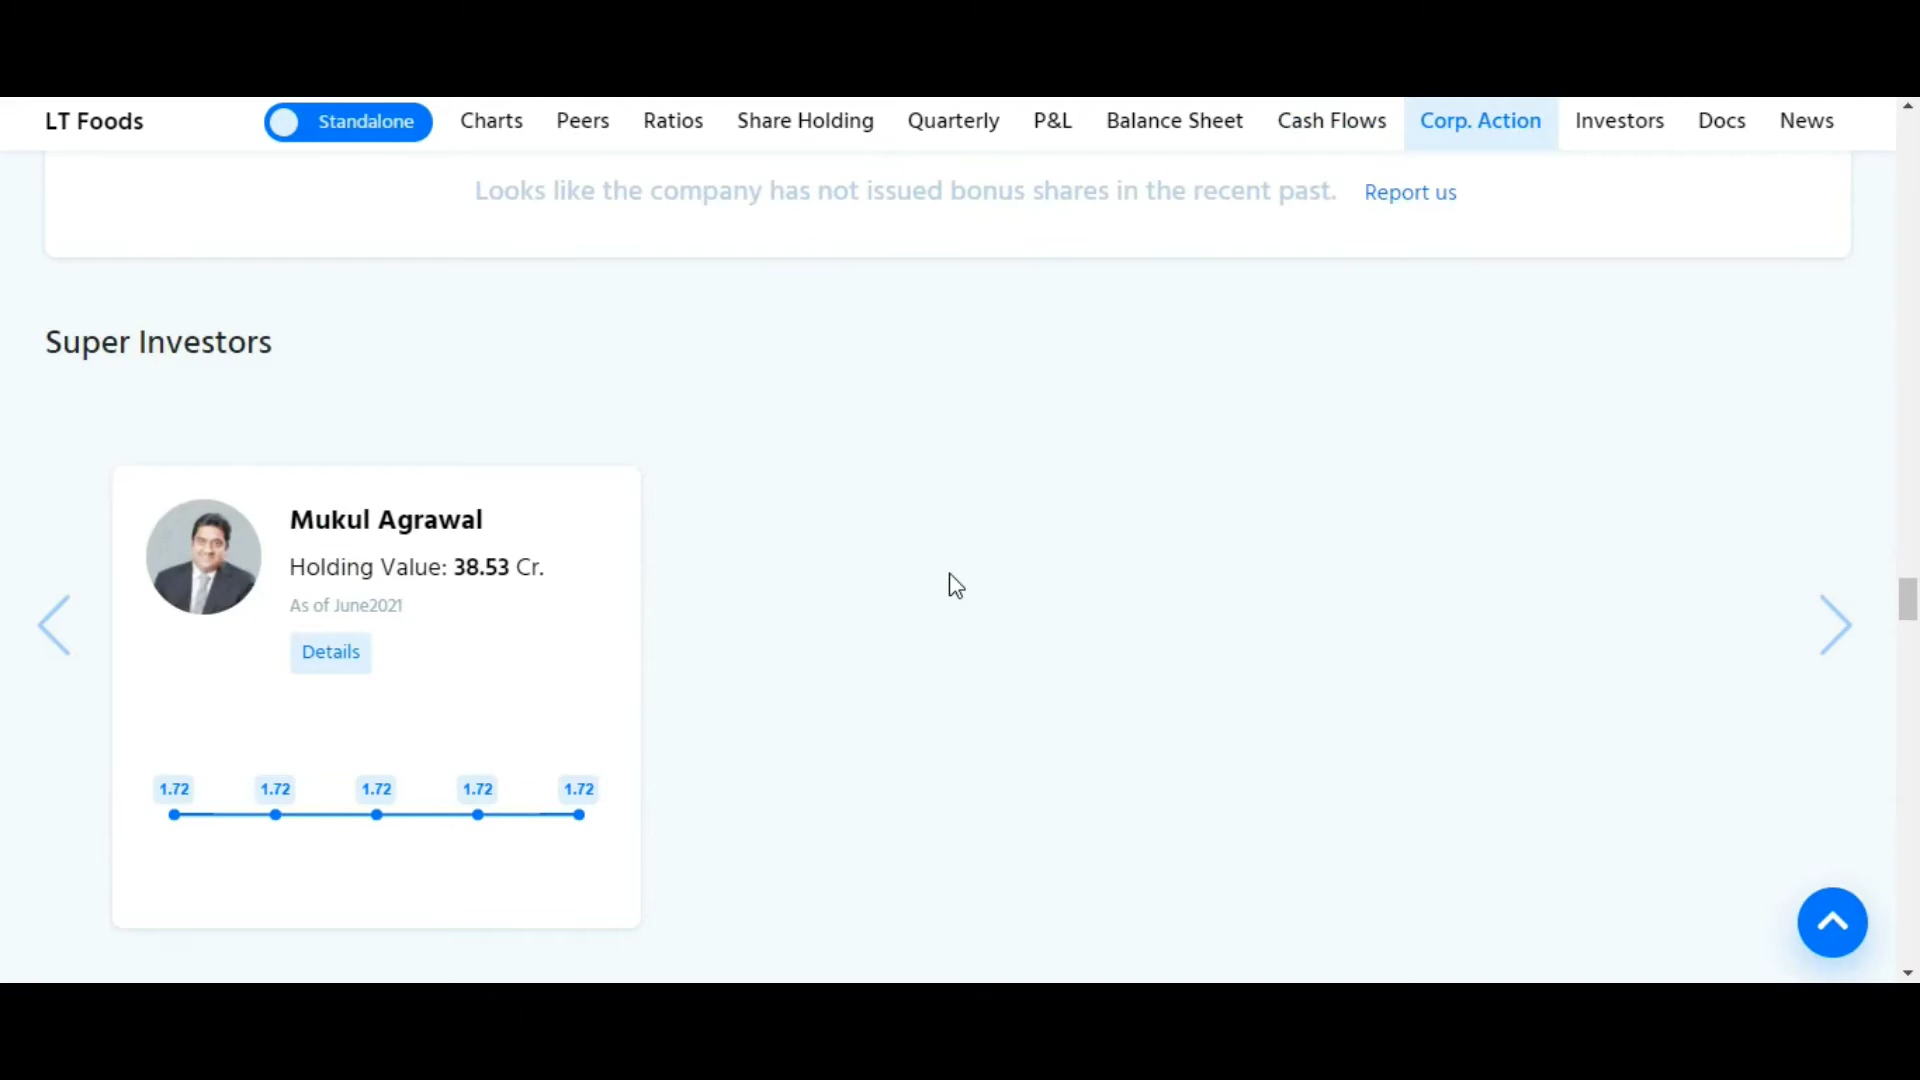 LT Foods Standalone Charts Peers Ratios Share Holding Quarterly P&L Balance Sheet Cash Flows Corp. Action Investors Docs News
Looks like the company has not issued bonus shares in the recent past. Report us
Super Investors
Mukul Agrawal
Holding Value: 38.53 Cr.
As of June2021
Details
1.72 1.72 1.72 1.72 1.72